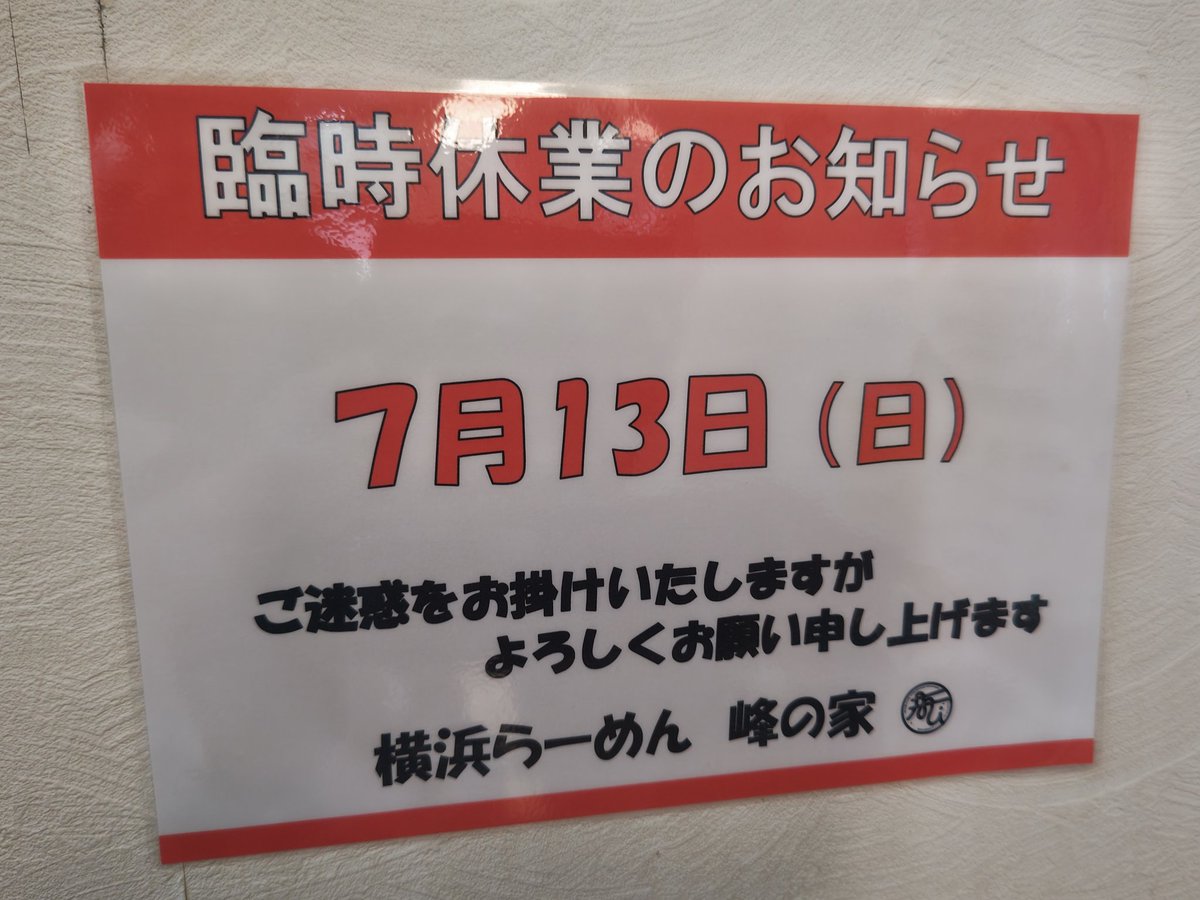 臨時休業のお知らせ
7月13日(日)
ご迷惑をお掛けいたしますが
よろしくお願い申し上げます
横浜らーめん 峰の家